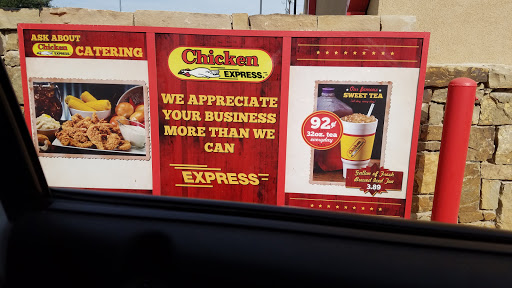 ASK ABOUT
Chicken
EXPRESS
CATERING
Chicken
EXPRESS
WE APPRECIATE
YOUR BUSINESS
MORE THAN WE
CAN
EXPRESS
Our Famous
SWEET TEA
92¢
32oz. tea
everyday
Gallon of Fresh
Brewed Iced Tea
3.89